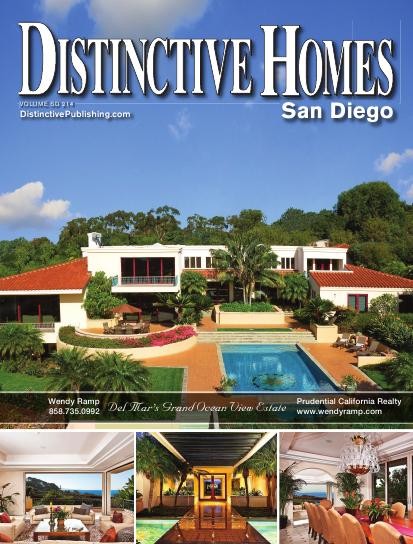 DISTINCTIVE HOMES
VOLUME SD 214
San Diego
DistinctivePublishing.com
Wendy Ramp
858.735.0992
Del Mar's Grand Ocean View Estate
Prudential California Realty
www.wendyramp.com